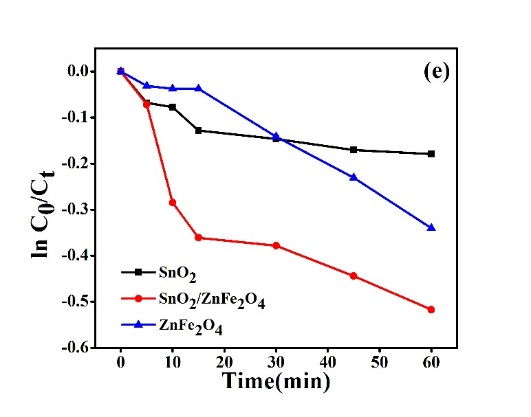 (e)
0.0
-0.1
-0.2
-0.3
-0.4
-0.5
-0.6
ln C₀/Cₜ
SnO₂
SnO₂/ZnFe₂O₄
ZnFe₂O₄
0 10 20 30 40 50 60
Time(min)